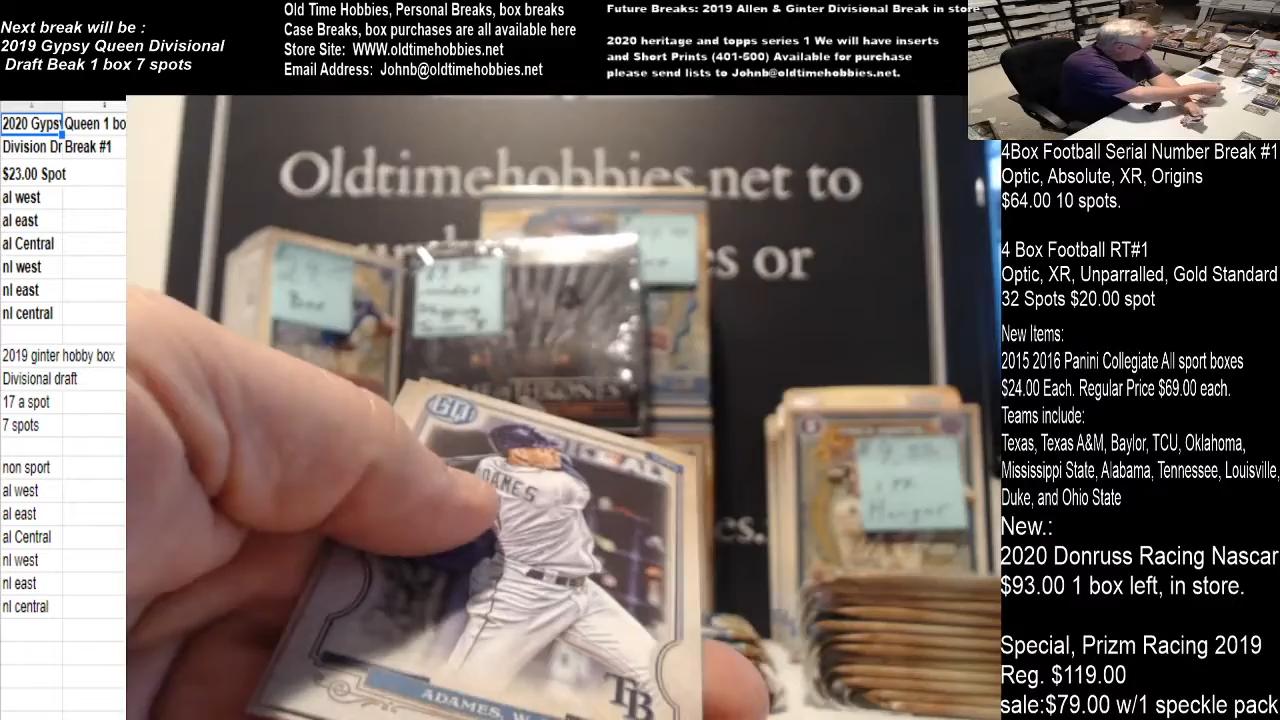 Next break will be :
2019 Gypsy Queen Divisional
Draft Beak 1 box 7 spots
Old Time Hobbies, Personal Breaks, box breaks
Case Breaks, box purchases are all available here
Store Site: WWW.oldtimehobbies.net
Email Address: Johnb@oldtimehobbies.net
Future Breaks: 2019 Allen & Ginter Divisional Break in store
2020 heritage and topps series 1 We will have inserts
and Short Prints (401-500) Available for purchase
please send lists to Johnb@oldtimehobbies.net.
2020 Gyps Queen 1 bo
Division Dr Break #1
$23.00 Spot
al west
al east
al Central
nl west
nl east
nl central
2019 ginter hobby box
Divisional draft
17 a spot
7 spots
non sport
al west
al east
al Central
nl west
nl east
nl central
Oldtimehobbies.net to
es or
ADAMES
GQ
ADAMES, W
TB
THRONES
Hanger
4Box Football Serial Number Break #1
Optic, Absolute, XR, Origins
$64.00 10 spots.
4 Box Football RT#1
Optic, XR, Unparralled, Gold Standard
32 Spots $20.00 spot
New Items:
2015 2016 Panini Collegiate All sport boxes
$24.00 Each. Regular Price $69.00 each.
Teams include:
Texas, Texas A&M, Baylor, TCU, Oklahoma,
Mississippi State, Alabama, Tennessee, Louisville,
Duke, and Ohio State
New.:
2020 Donruss Racing Nascar
$93.00 1 box left, in store.
Special, Prizm Racing 2019
Reg. $119.00
sale:$79.00 w/1 speckle pack